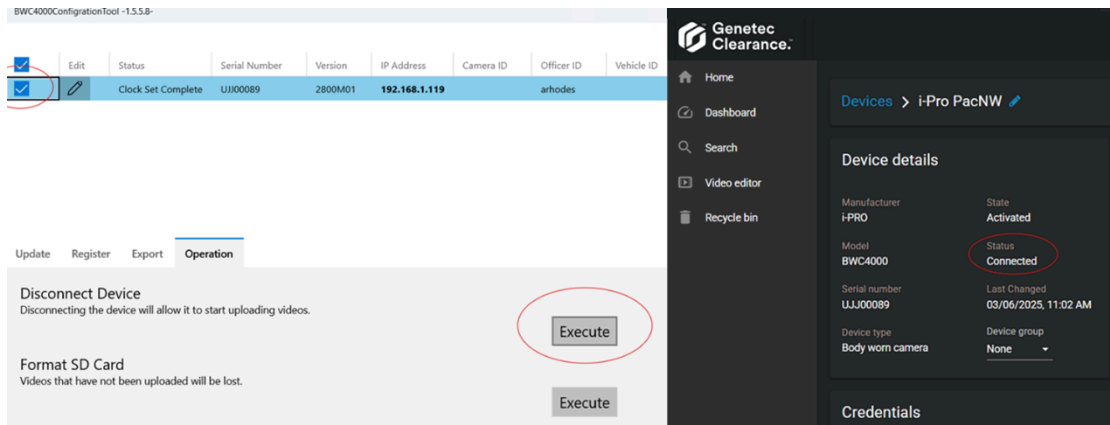 BWC4000ConfigrationTool -1.5.5.8-
Edit Status Serial Number Version IP Address Camera ID Officer ID Vehicle ID
Clock Set Complete UJJ00089 2800M01 192.168.1.119 arhodes
Update Register Export Operation
Disconnect Device
Disconnecting the device will allow it to start uploading videos.
Execute
Format SD Card
Videos that have not been uploaded will be lost.
Execute
Genetec
Clearance.™
Home
Dashboard
Search
Video editor
Recycle bin
Devices > i-Pro PacNW
Device details
Manufacturer State
i-PRO Activated
Model Status
BWC4000 Connected
Serial number Last Changed
UJJ00089 03/06/2025, 11:02 AM
Device type Device group
Body worn camera None
Credentials